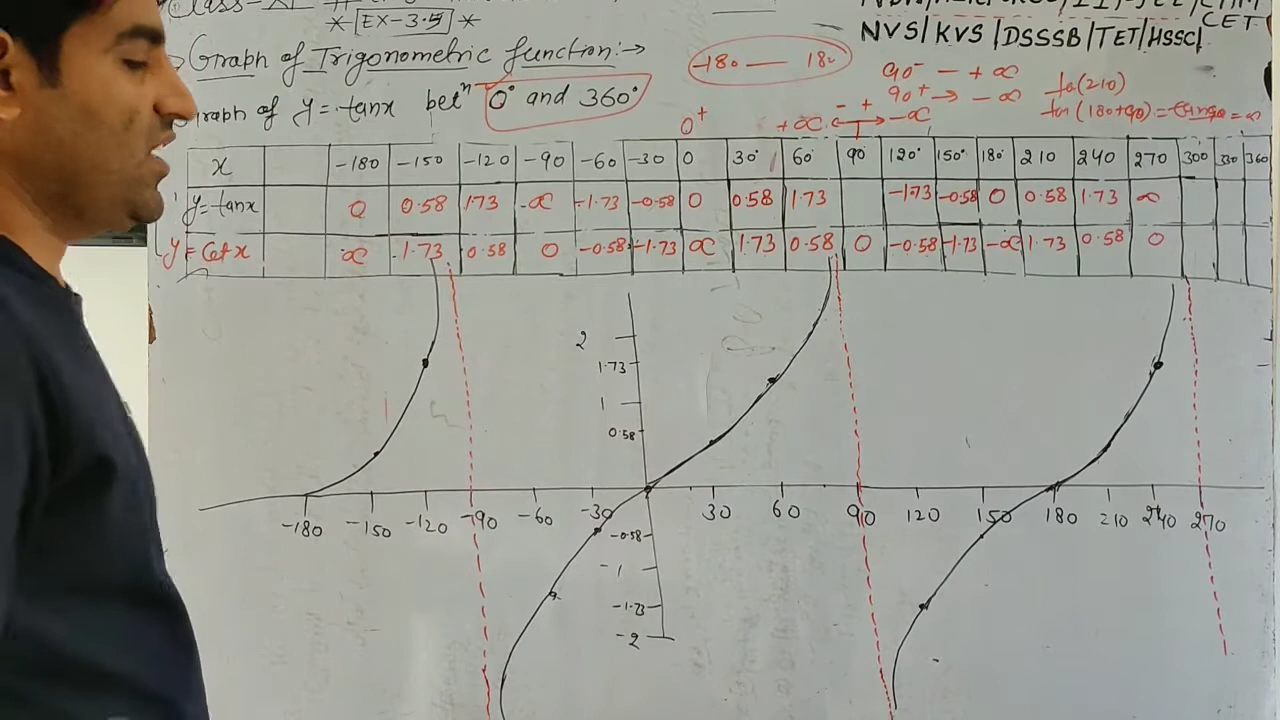 Class-XI #
* EX-3.5 *
NVS/KVS/DSSSB/TET/HSSC/
CET
Graph of Trigonometric function:→
-180 — 180
90⁻ — +∝
90⁺ → -∝
ta(210)
Graph of y = tanx betⁿ 0° and 360°
tan(180+90) = tan90 = ∞
0⁺
+∝ ← - + → -∝
x -180 -150 -120 -90 -60 -30 0 30° 60° 90 120° 150° 180° 210 240 270 300 330 360
y=tanx 0 0.58 1.73 -∝ -1.73 -0.58 0 0.58 1.73 -1.73 -0.58 0 0.58 1.73 ∞
y=Cotx ∝ 1.73 0.58 0 -0.58 -1.73 ∝ 1.73 0.58 0 -0.58 -1.73 -∝ 1.73 0.58 0
2
1.73
1
0.58
-180 -150 -120 -90 -60 -30 30 60 90 120 150 180 210 240 270
-0.58
-1
-1.73
-2